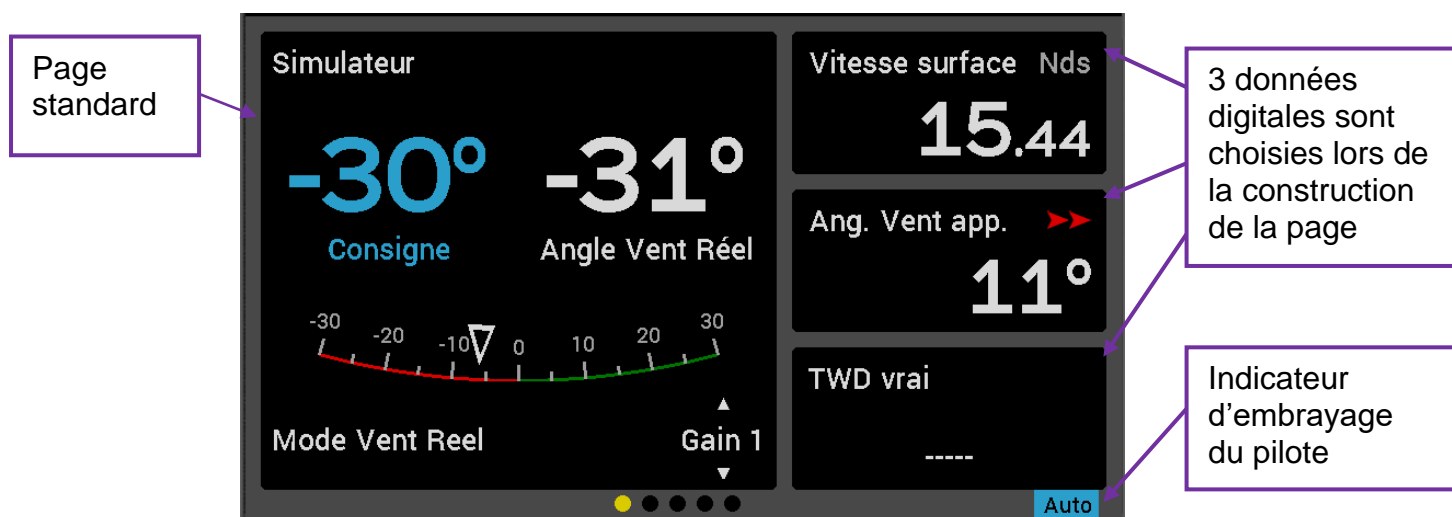 Page
standard
Simulateur
-30°
-31°
Consigne
Angle Vent Réel
-30
-20
-10
0
10
20
30
Mode Vent Reel
Gain 1
Vitesse surface Nds
15.44
Ang. Vent app.
11°
TWD vrai
-----
Auto
3 données
digitales sont
choisies lors de
la construction
de la page
Indicateur
d’embrayage
du pilote